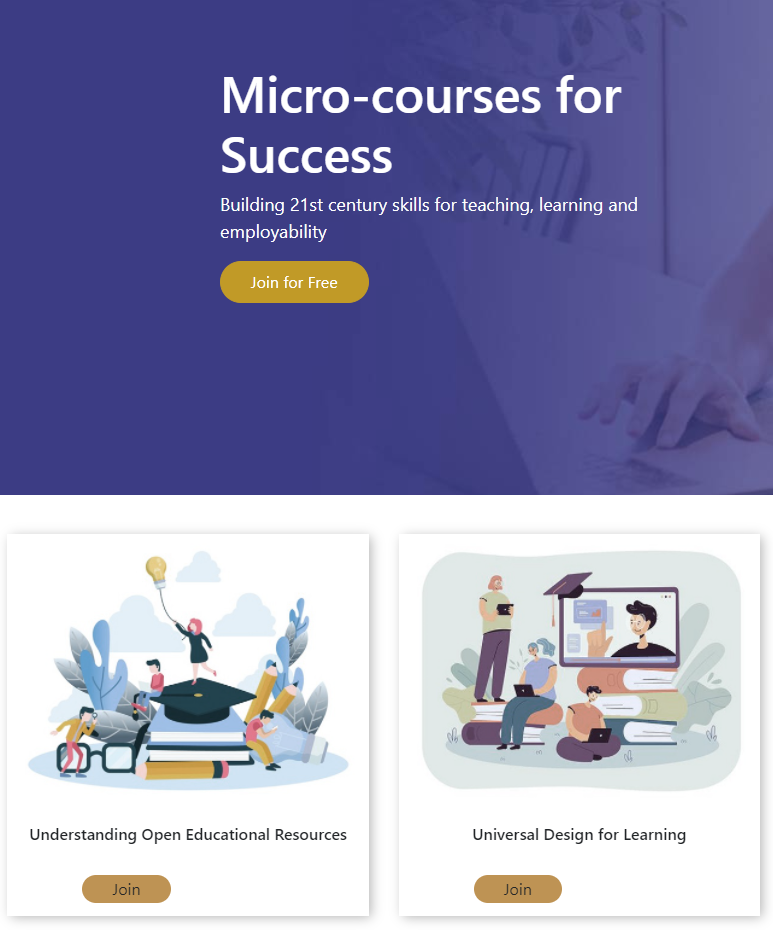 Micro-courses for
Success
Building 21st century skills for teaching, learning and
employability
Join for Free
Understanding Open Educational Resources
Universal Design for Learning
Join
Join